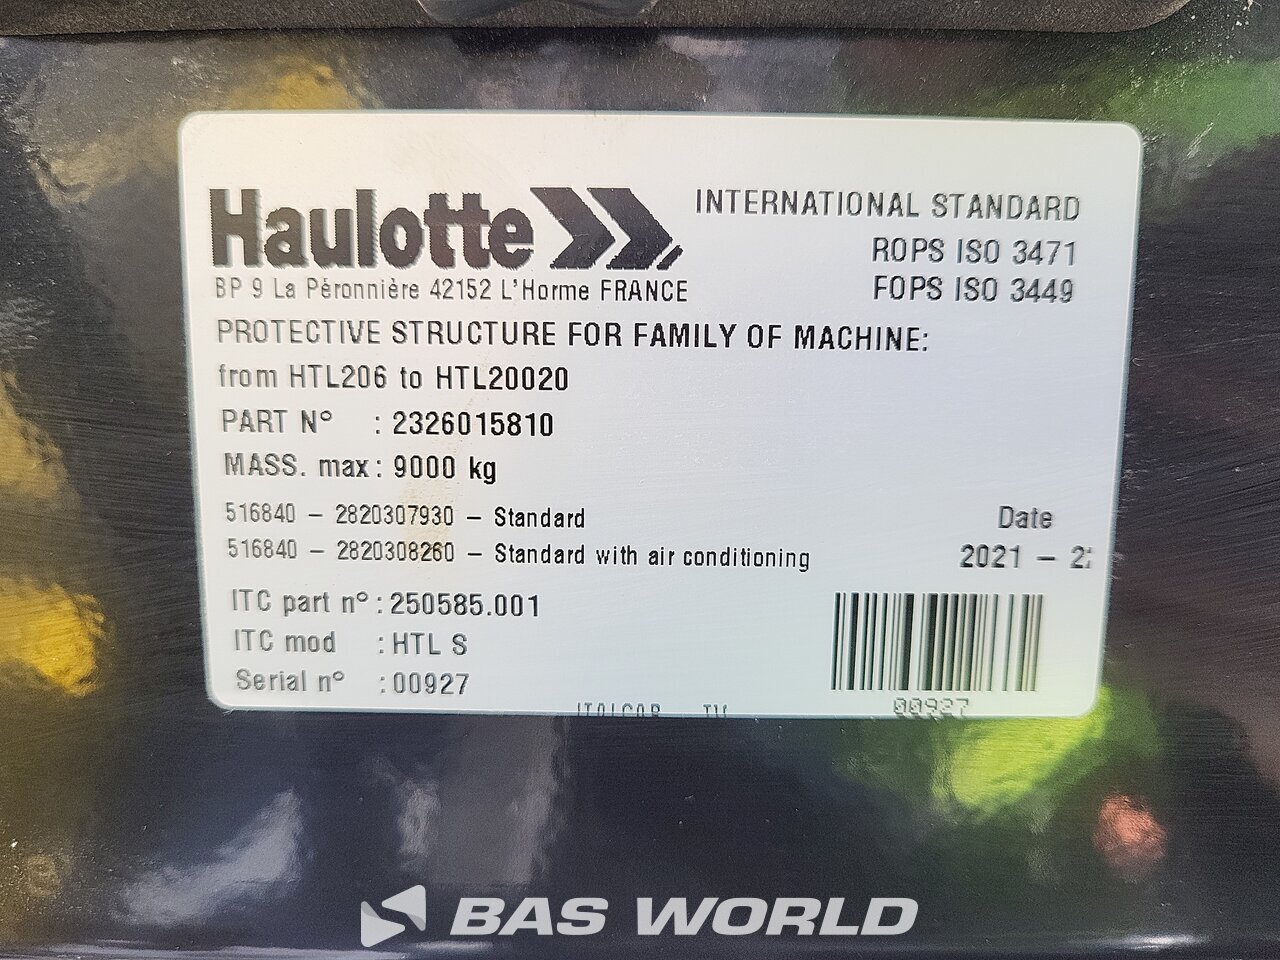 Haulotte
INTERNATIONAL STANDARD
ROPS ISO 3471
FOPS ISO 3449
BP 9 La Péronnière 42152 L'Horme FRANCE
PROTECTIVE STRUCTURE FOR FAMILY OF MACHINE:
from HTL206 to HTL20020
PART N° : 2326015810
MASS. max : 9000 kg
516840 – 2820307930 – Standard
516840 – 2820308260 – Standard with air conditioning
Date
2021 –
ITC part n° : 250585.001
ITC mod : HTL S
Serial n° : 00927
00927
BAS WORLD